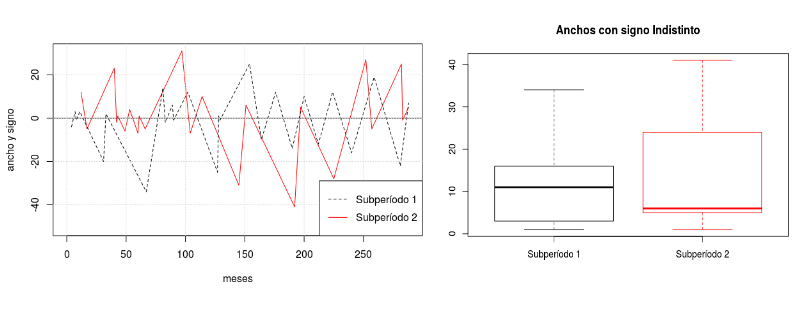 ancho y signo
20
0
-20
-40
0 50 100 150 200 250
meses
Subperíodo 1
Subperíodo 2
Anchos con signo Indistinto
40
30
20
10
0
Subperíodo 1 Subperíodo 2